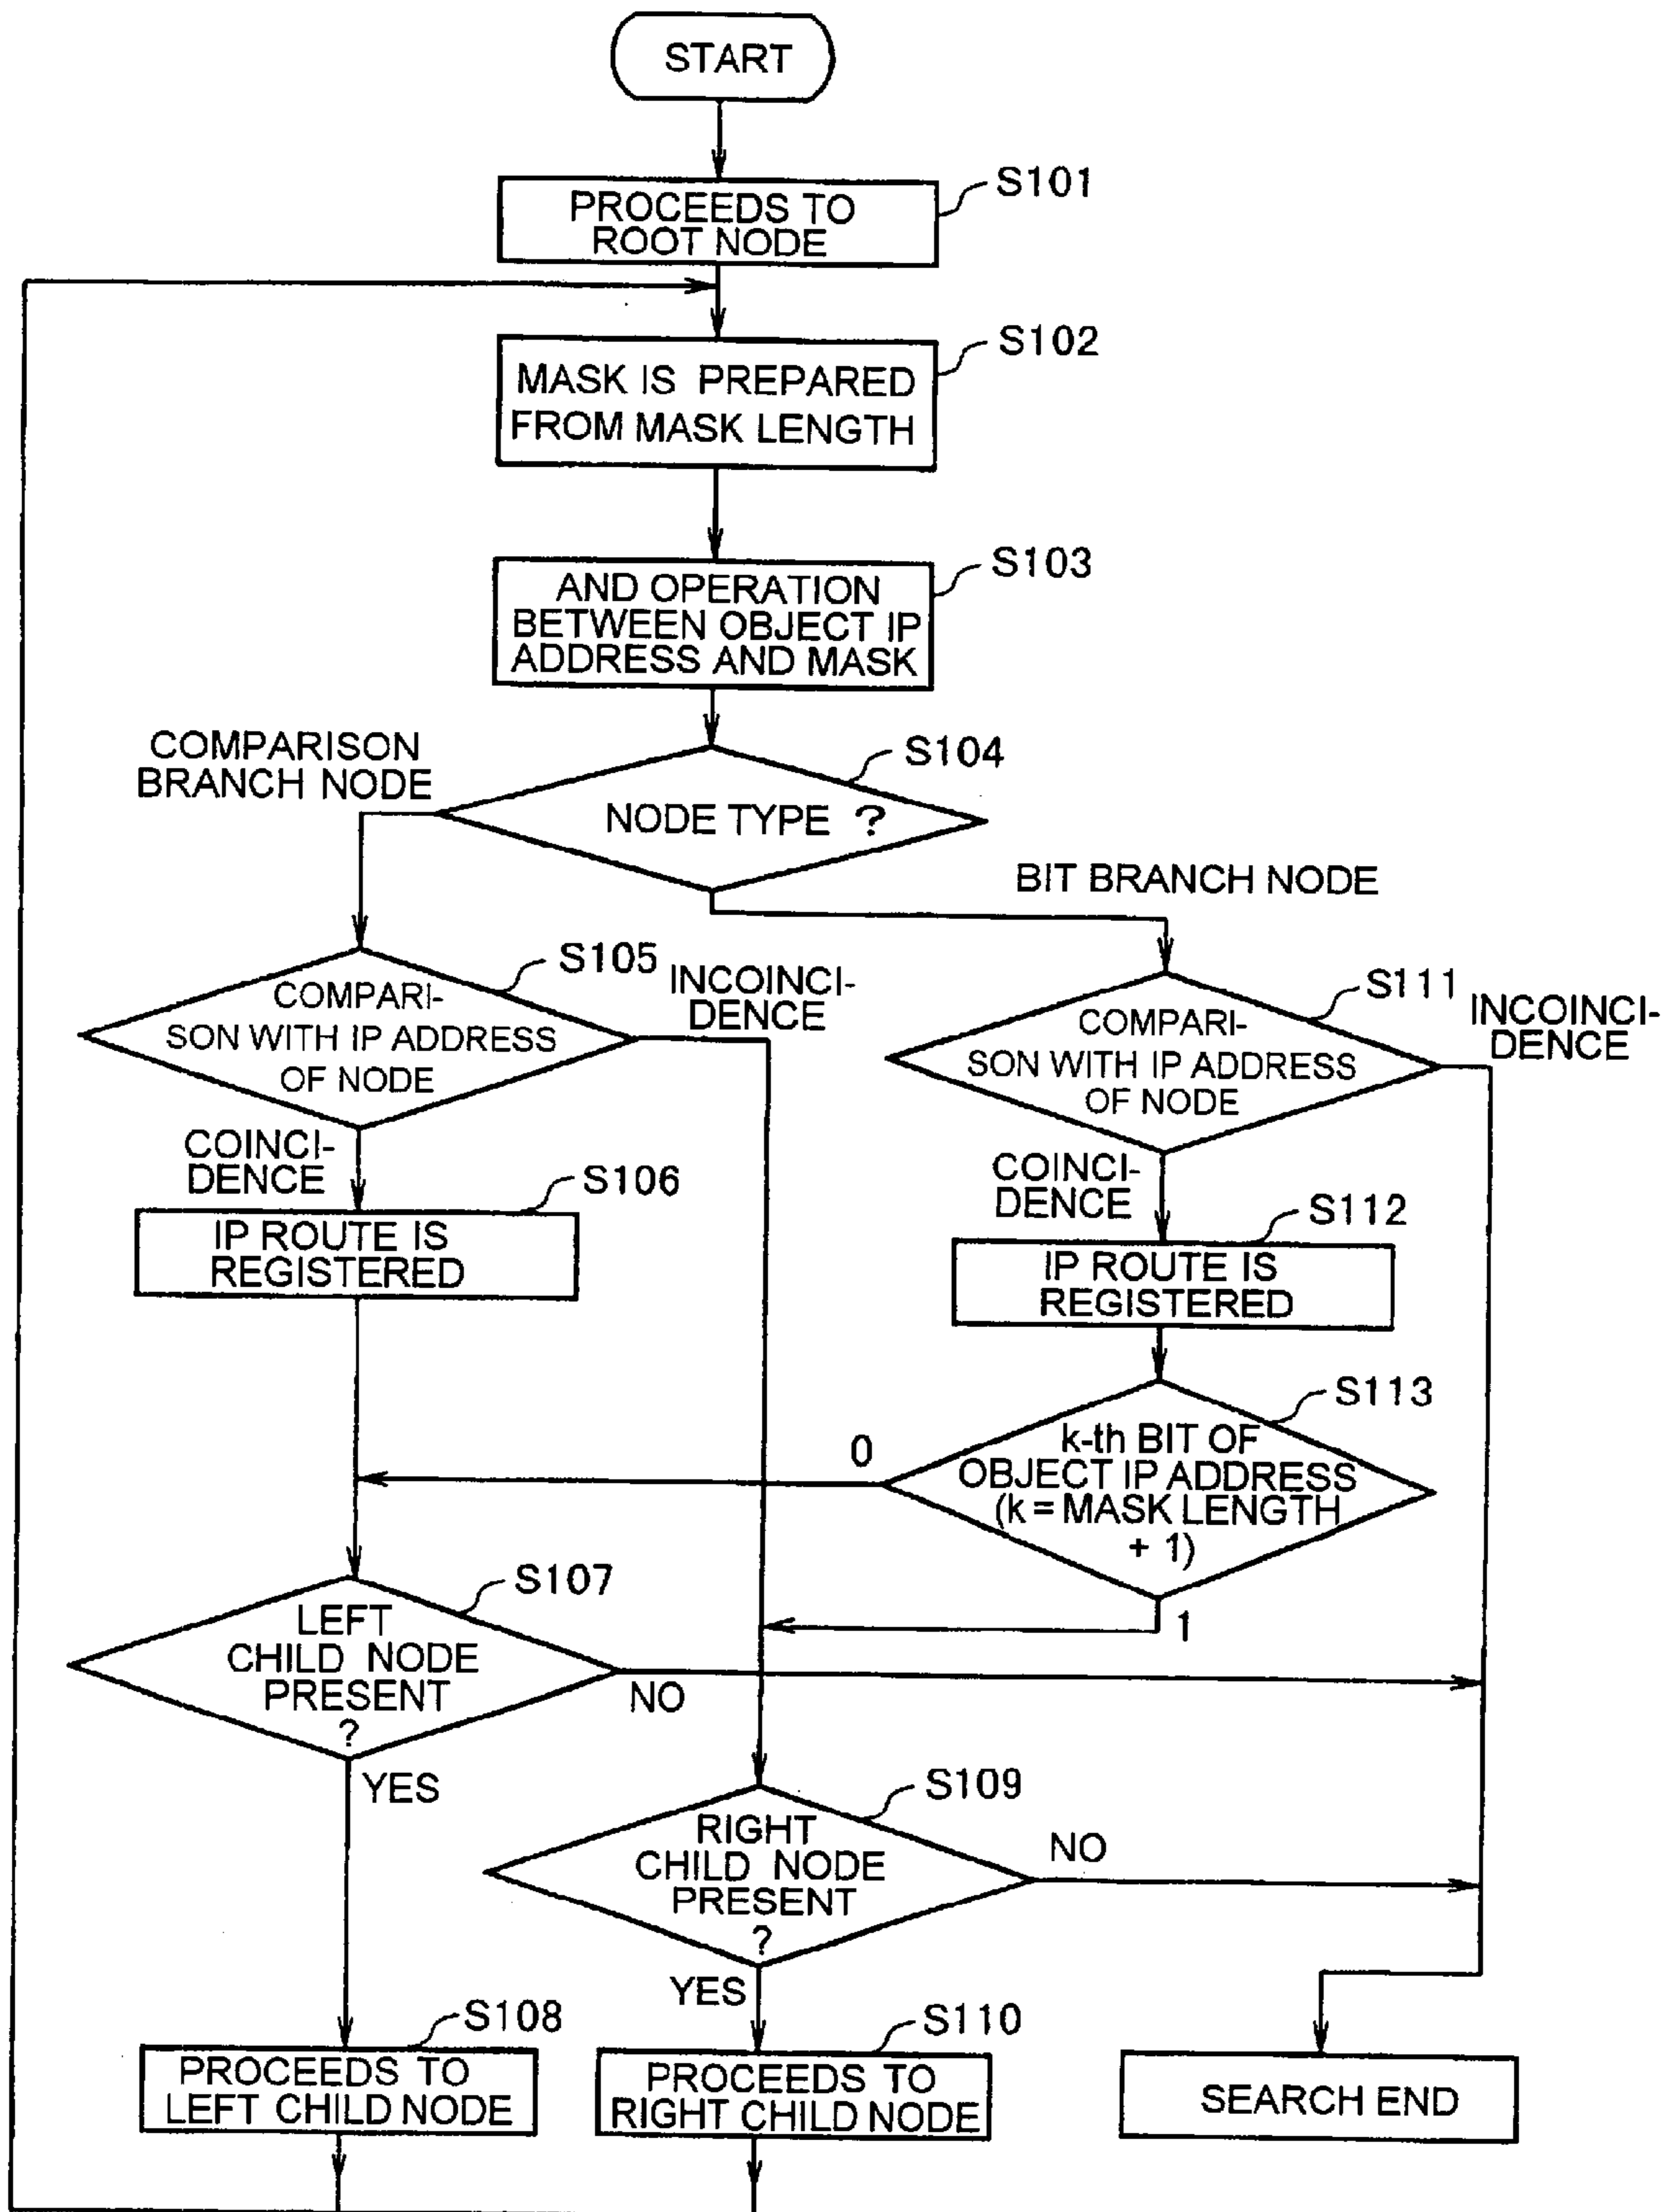 START
S101
PROCEEDS TO
ROOT NODE
S102
MASK IS PREPARED
FROM MASK LENGTH
S103
AND OPERATION
BETWEEN OBJECT IP
ADDRESS AND MASK
COMPARISON
BRANCH NODE
S104
NODE TYPE ?
BIT BRANCH NODE
S105
INCOINCI-
DENCE
COMPARI-
SON WITH IP ADDRESS
OF NODE
S111
INCOINCI-
DENCE
COMPARI-
SON WITH IP ADDRESS
OF NODE
COINCI-
DENCE
S106
IP ROUTE IS
REGISTERED
COINCI-
DENCE
S112
IP ROUTE IS
REGISTERED
S113
0
k-th BIT OF
OBJECT IP ADDRESS
(k = MASK LENGTH
+ 1)
1
S107
LEFT
CHILD NODE
PRESENT
?
NO
YES
S109
RIGHT
CHILD NODE
PRESENT
?
NO
YES
S108
PROCEEDS TO
LEFT CHILD NODE
S110
PROCEEDS TO
RIGHT CHILD NODE
SEARCH END